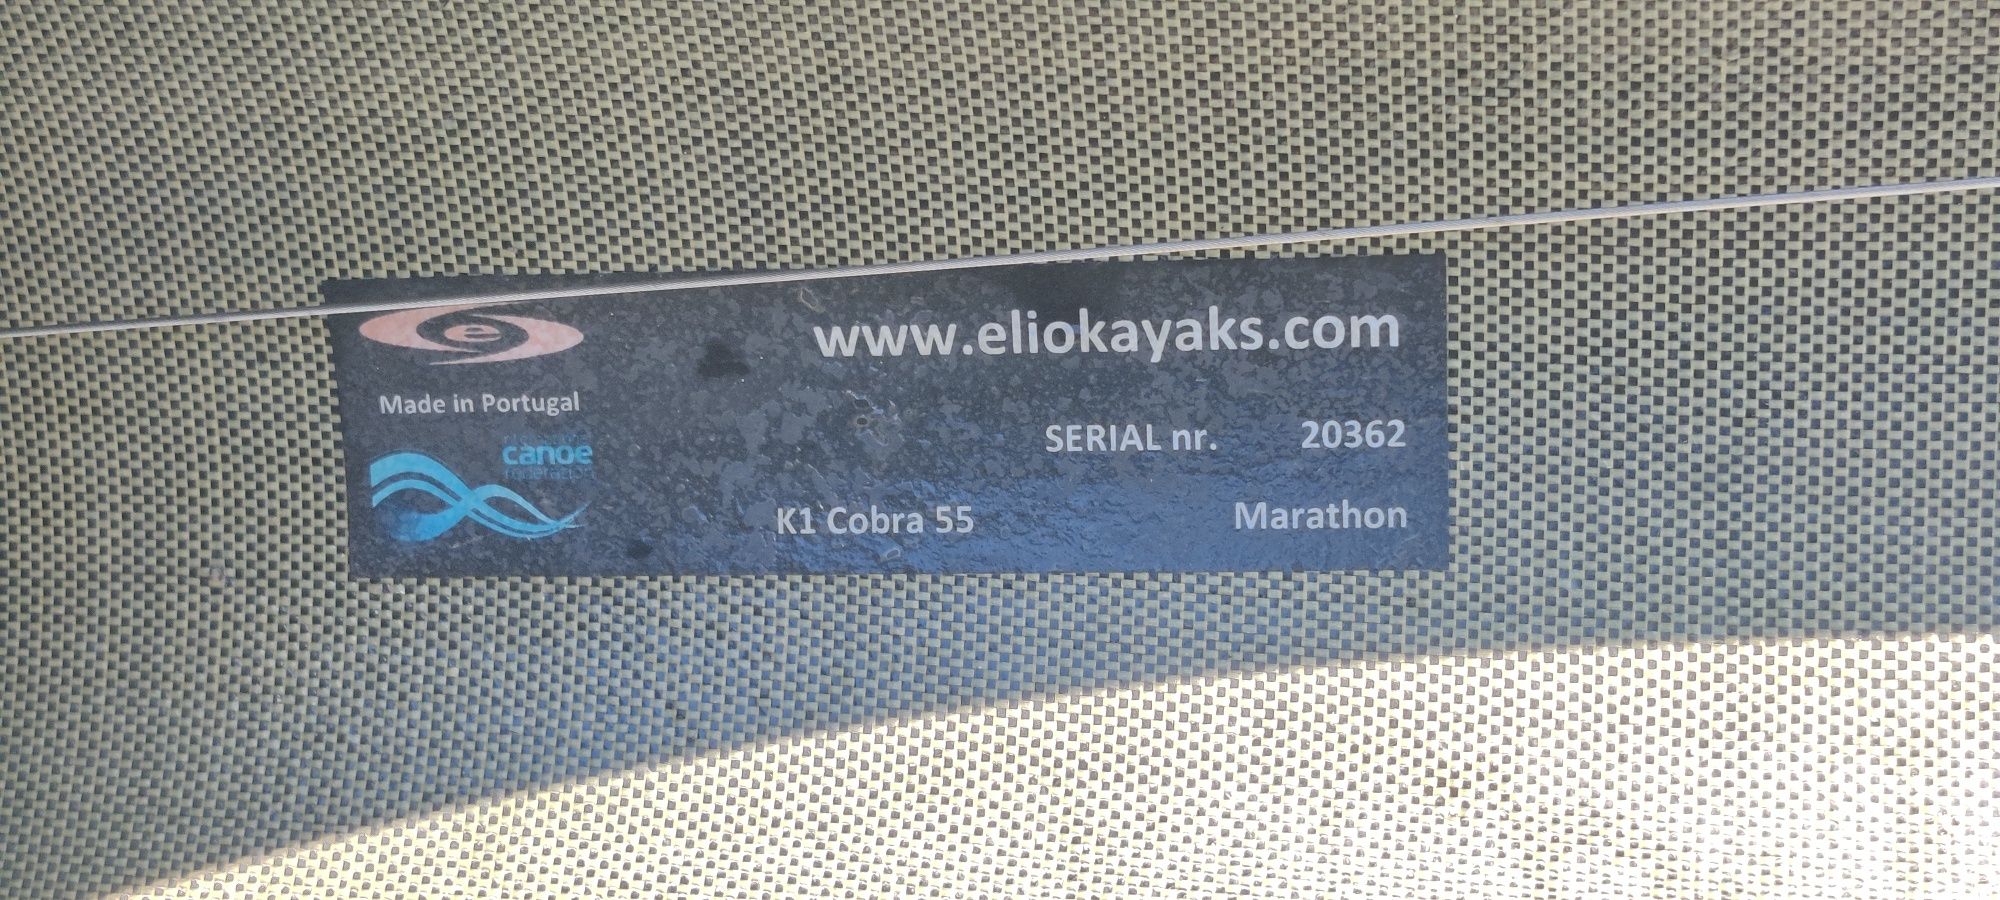 e
www.eliokayaks.com
Made in Portugal
SERIAL nr. 20362
canoe
K1 Cobra 55 Marathon